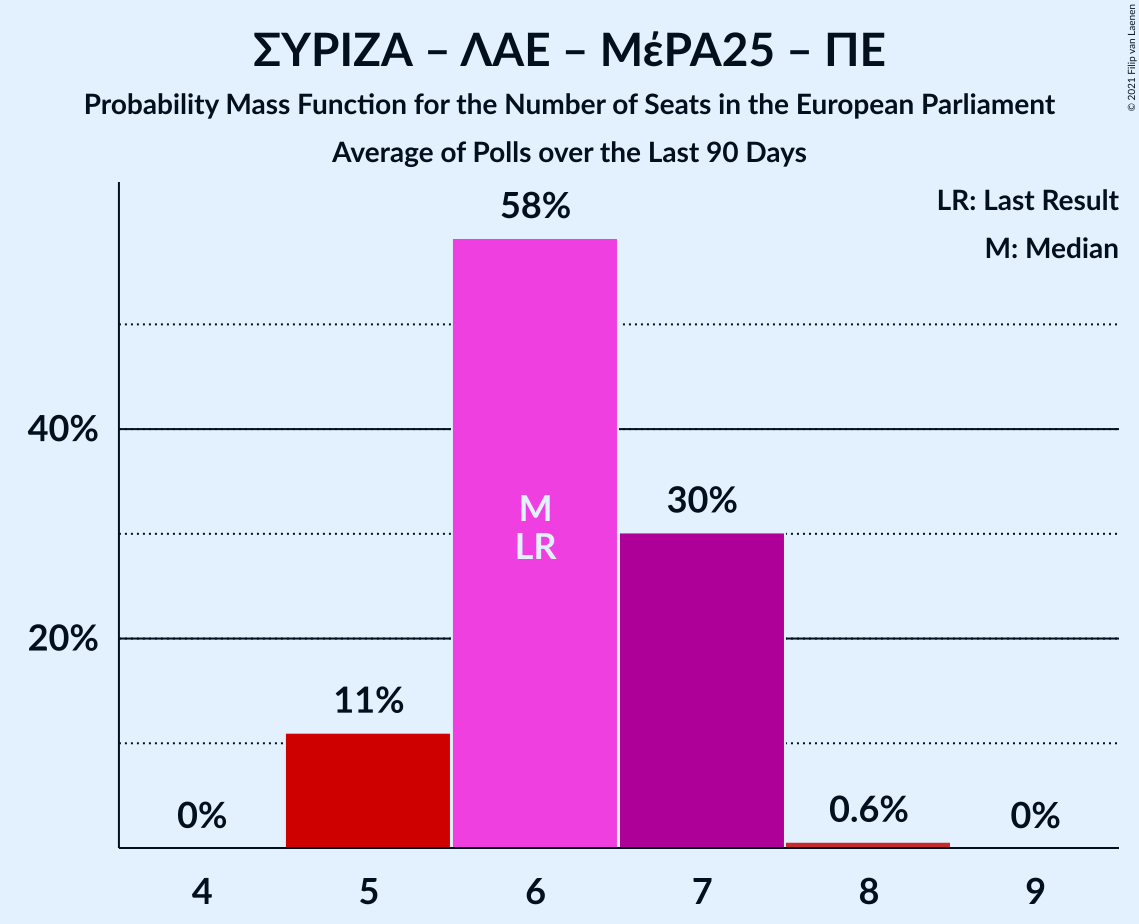 ΣΥΡΙΖΑ – ΛΑΕ – ΜέΡΑ25 – ΠΕ
Probability Mass Function for the Number of Seats in the European Parliament
Average of Polls over the Last 90 Days
© 2021 Filip van Laenen
LR: Last Result
M: Median
58%
40%
M
LR
30%
20%
11%
0%
0.6%
0%
4
5
6
7
8
9